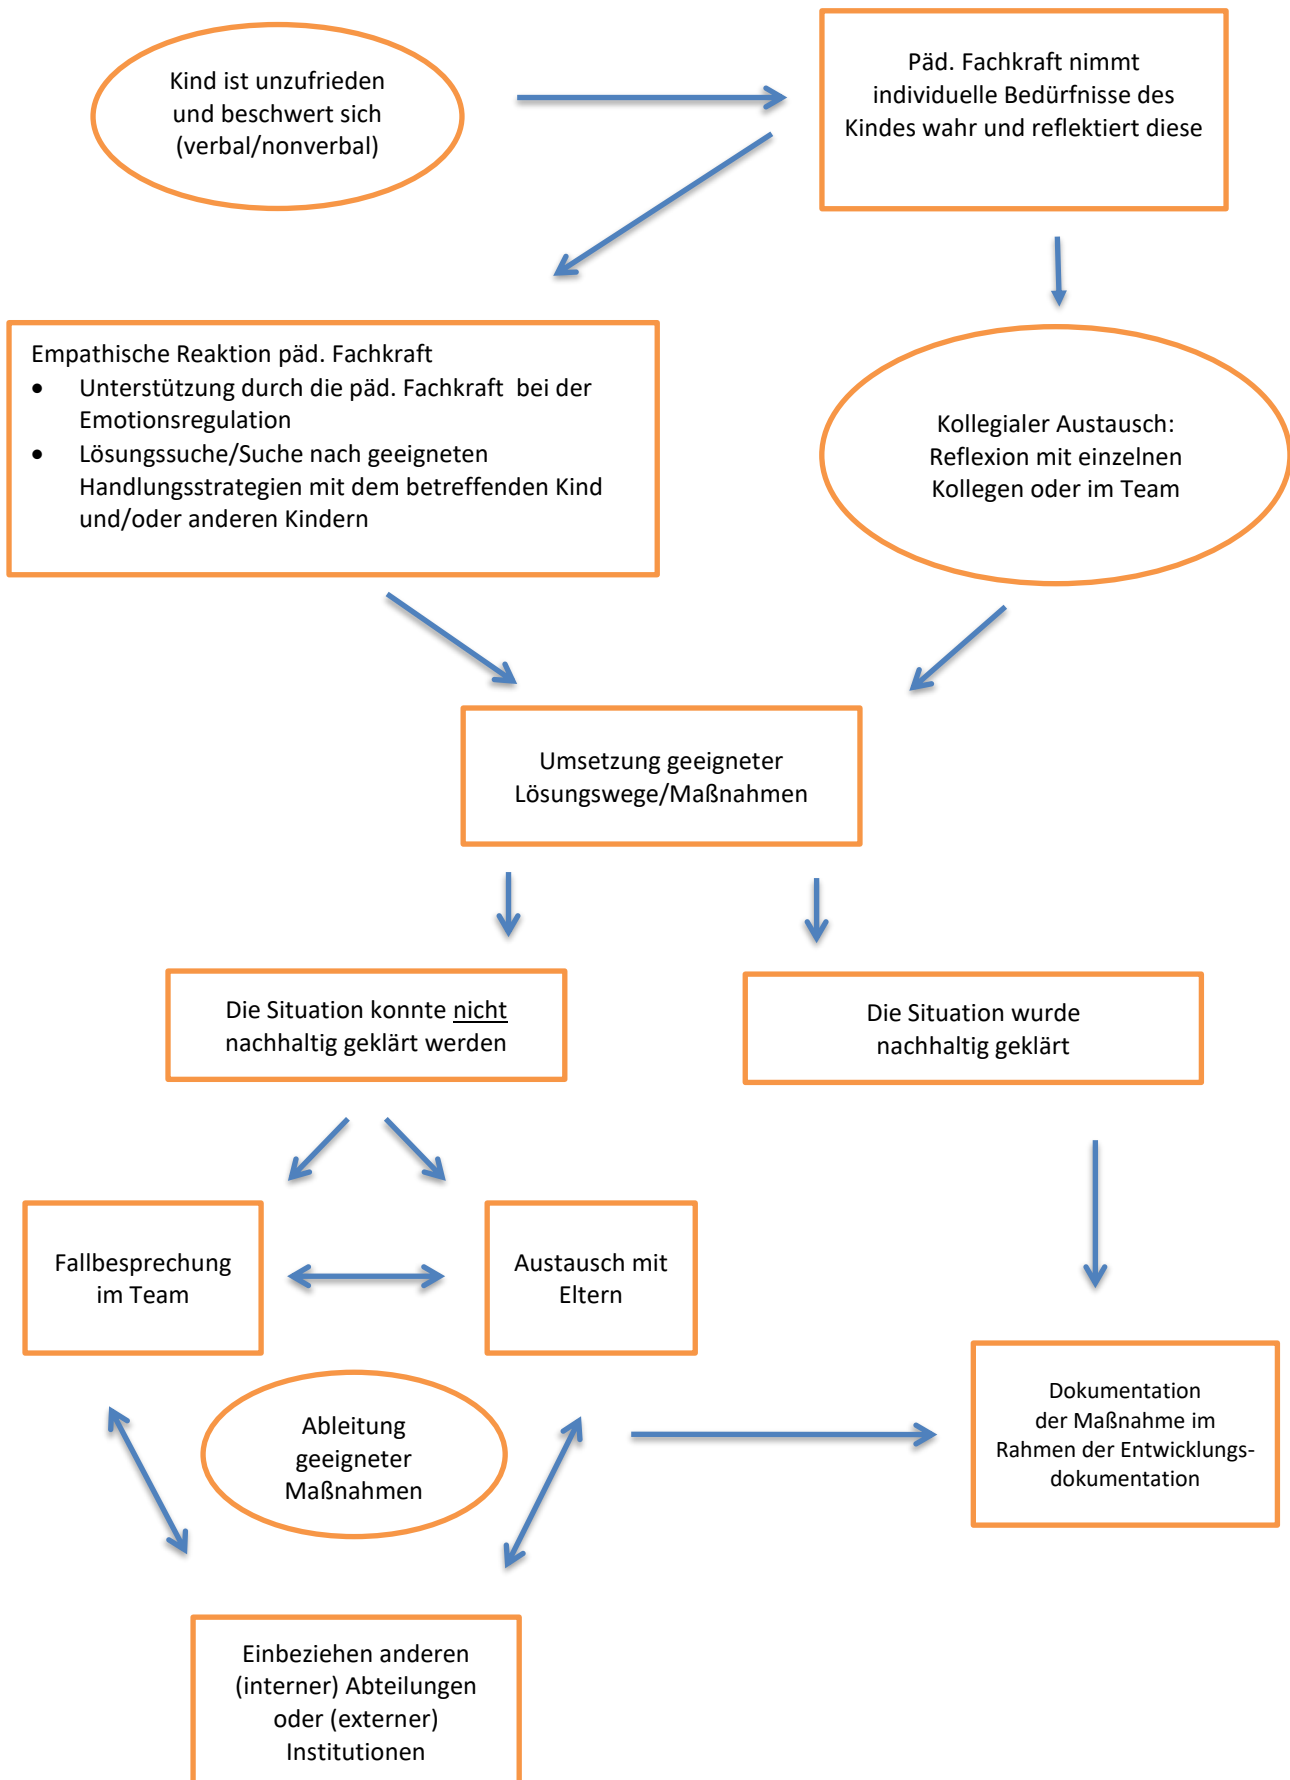 Kind ist unzufrieden
und beschwert sich
(verbal/nonverbal)
Päd. Fachkraft nimmt
individuelle Bedürfnisse des
Kindes wahr und reflektiert diese
Empathische Reaktion päd. Fachkraft
• Unterstützung durch die päd. Fachkraft bei der
Emotionsregulation
• Lösungssuche/Suche nach geeigneten
Handlungsstrategien mit dem betreffenden Kind
und/oder anderen Kindern
Kollegialer Austausch:
Reflexion mit einzelnen
Kollegen oder im Team
Umsetzung geeigneter
Lösungswege/Maßnahmen
Die Situation konnte nicht
nachhaltig geklärt werden
Die Situation wurde
nachhaltig geklärt
Fallbesprechung
im Team
Austausch mit
Eltern
Ableitung
geeigneter
Maßnahmen
Dokumentation
der Maßnahme im
Rahmen der Entwicklungs-
dokumentation
Einbeziehen anderen
(interner) Abteilungen
oder (externer)
Institutionen